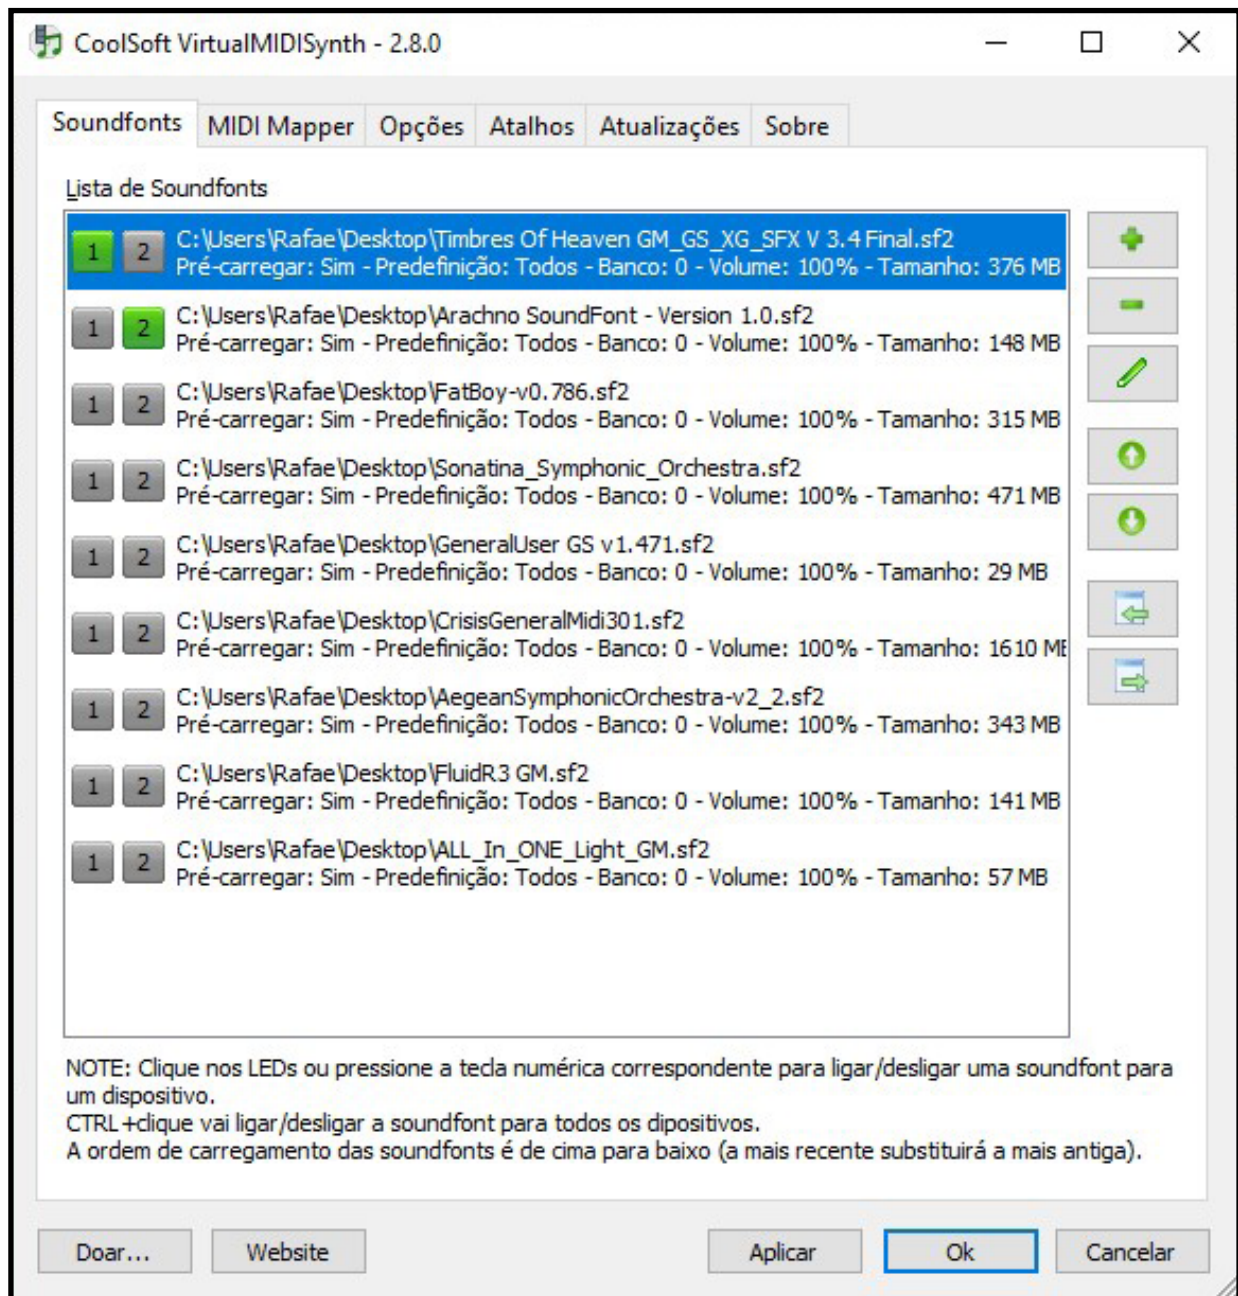 CoolSoft VirtualMIDISynth - 2.8.0
Soundfonts MIDI Mapper Opções Atalhos Atualizações Sobre
Lista de Soundfonts
1 2 C:\Users\Rafae\Desktop\Timbres Of Heaven GM_GS_XG_SFX V 3.4 Final.sf2
Pré-carregar: Sim - Predefinição: Todos - Banco: 0 - Volume: 100% - Tamanho: 376 MB
1 2 C:\Users\Rafae\Desktop\Arachno SoundFont - Version 1.0.sf2
Pré-carregar: Sim - Predefinição: Todos - Banco: 0 - Volume: 100% - Tamanho: 148 MB
1 2 C:\Users\Rafae\Desktop\FatBoy-v0.786.sf2
Pré-carregar: Sim - Predefinição: Todos - Banco: 0 - Volume: 100% - Tamanho: 315 MB
1 2 C:\Users\Rafae\Desktop\Sonatina_Symphonic_Orchestra.sf2
Pré-carregar: Sim - Predefinição: Todos - Banco: 0 - Volume: 100% - Tamanho: 471 MB
1 2 C:\Users\Rafae\Desktop\GeneralUser GS v1.471.sf2
Pré-carregar: Sim - Predefinição: Todos - Banco: 0 - Volume: 100% - Tamanho: 29 MB
1 2 C:\Users\Rafae\Desktop\CrisisGeneralMidi301.sf2
Pré-carregar: Sim - Predefinição: Todos - Banco: 0 - Volume: 100% - Tamanho: 1610 MB
1 2 C:\Users\Rafae\Desktop\AegeanSymphonicOrchestra-v2_2.sf2
Pré-carregar: Sim - Predefinição: Todos - Banco: 0 - Volume: 100% - Tamanho: 343 MB
1 2 C:\Users\Rafae\Desktop\FluidR3 GM.sf2
Pré-carregar: Sim - Predefinição: Todos - Banco: 0 - Volume: 100% - Tamanho: 141 MB
1 2 C:\Users\Rafae\Desktop\ALL_In_ONE_Light_GM.sf2
Pré-carregar: Sim - Predefinição: Todos - Banco: 0 - Volume: 100% - Tamanho: 57 MB
NOTE: Clique nos LEDs ou pressione a tecla numérica correspondente para ligar/desligar uma soundfont para
um dispositivo.
CTRL+clique vai ligar/desligar a soundfont para todos os dipositivos.
A ordem de carregamento das soundfonts é de cima para baixo (a mais recente substituirá a mais antiga).
Doar... Website Aplicar Ok Cancelar